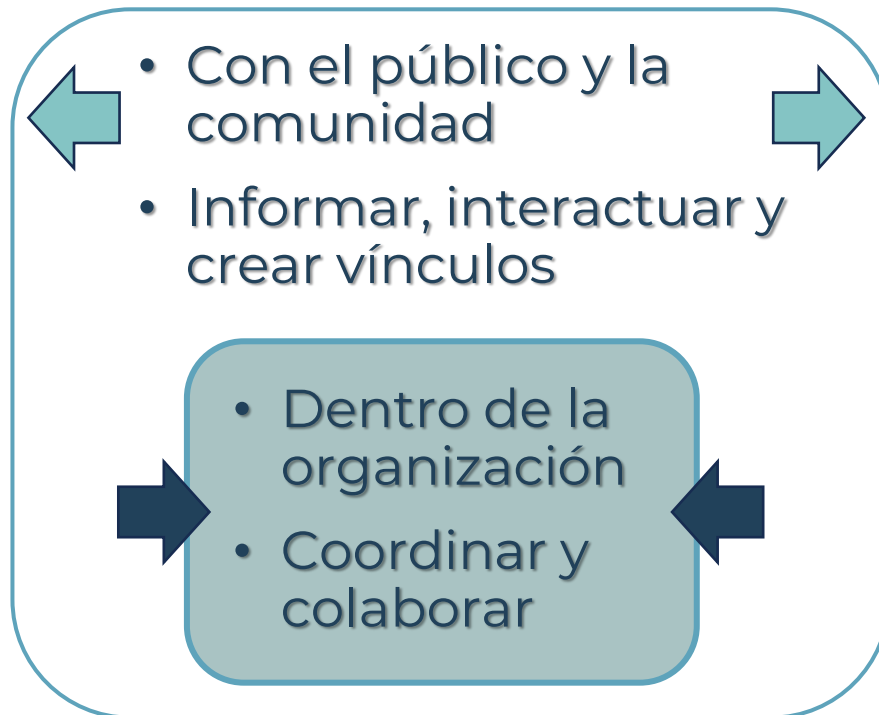 • Con el público y la
comunidad
• Informar, interactuar y
crear vínculos
• Dentro de la
organización
• Coordinar y
colaborar